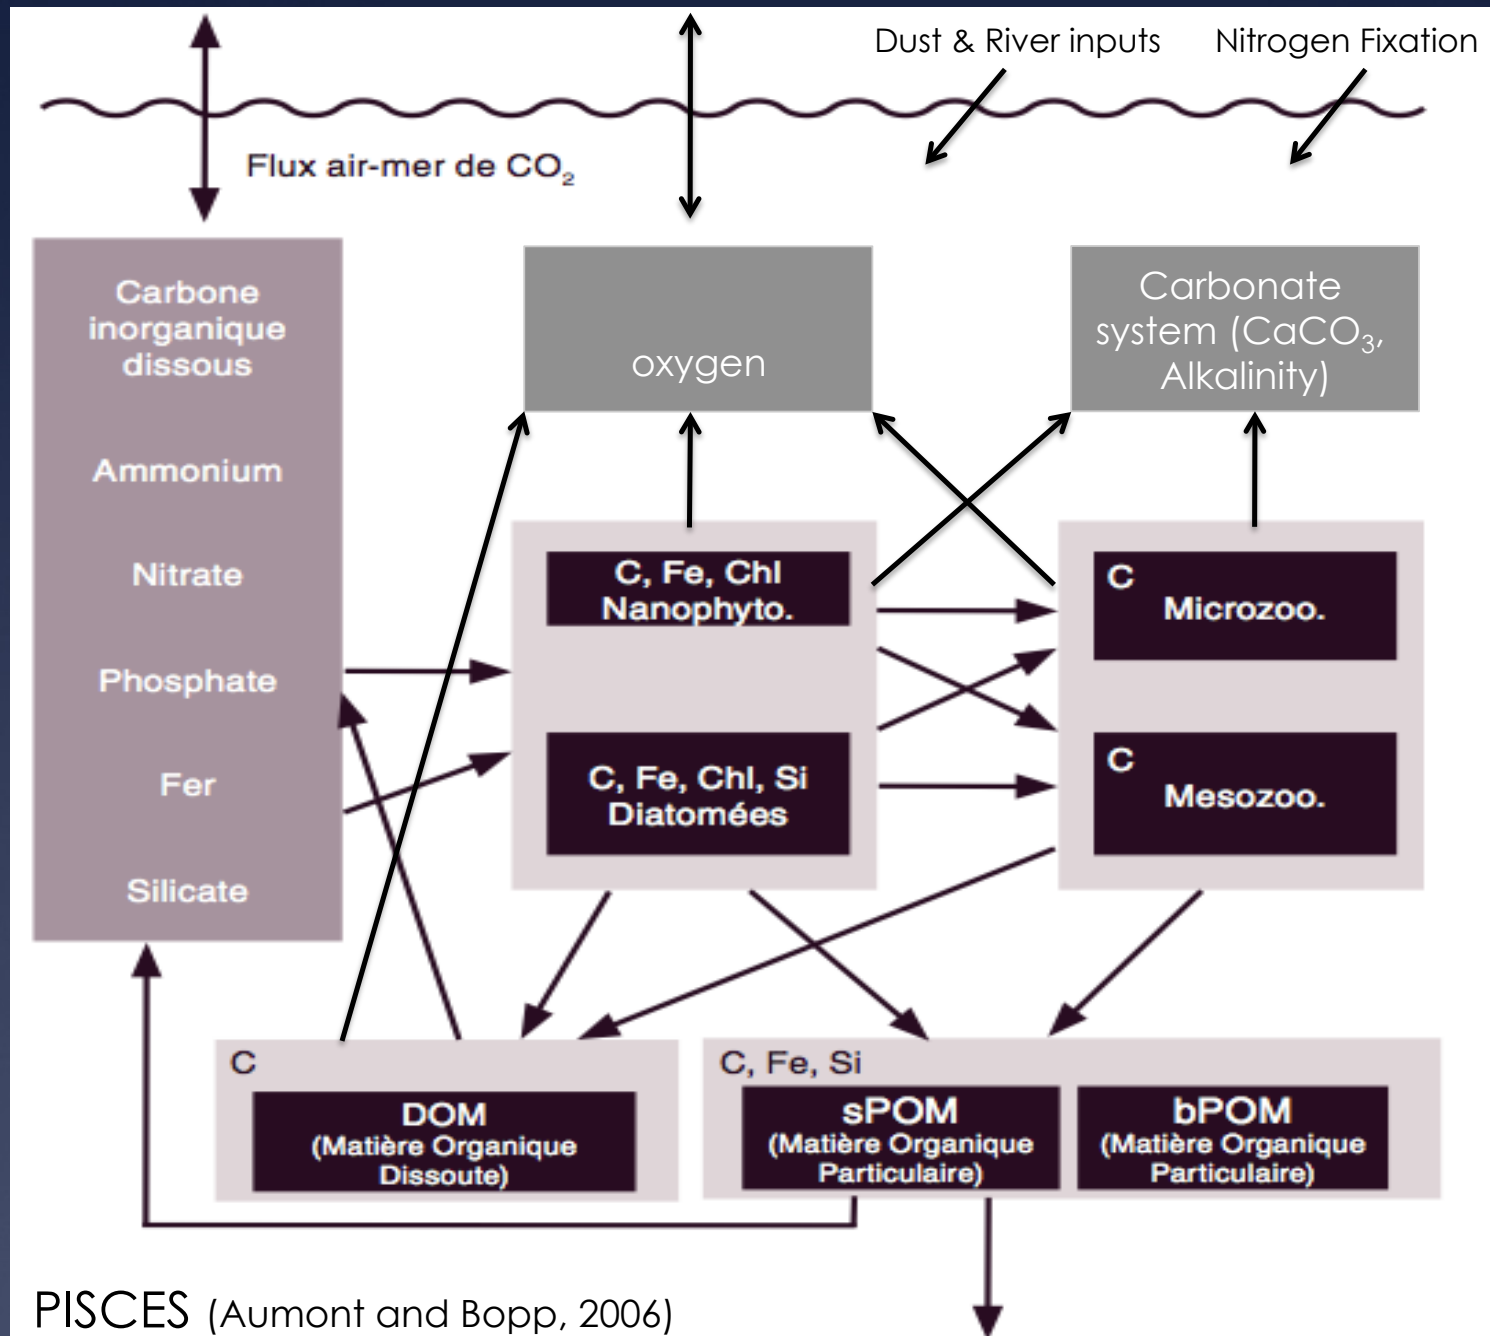 Dust & River inputs
Nitrogen Fixation
Flux air-mer de CO₂
Carbone
inorganique
dissous
Ammonium
Nitrate
Phosphate
Fer
Silicate
oxygen
Carbonate
system (CaCO₃,
Alkalinity)
C, Fe, Chl
Nanophyto.
C, Fe, Chl, Si
Diatomées
C
Microzoo.
C
Mesozoo.
C
DOM
(Matière Organique
Dissoute)
C, Fe, Si
sPOM
(Matière Organique
Particulaire)
bPOM
(Matière Organique
Particulaire)
PISCES (Aumont and Bopp, 2006)